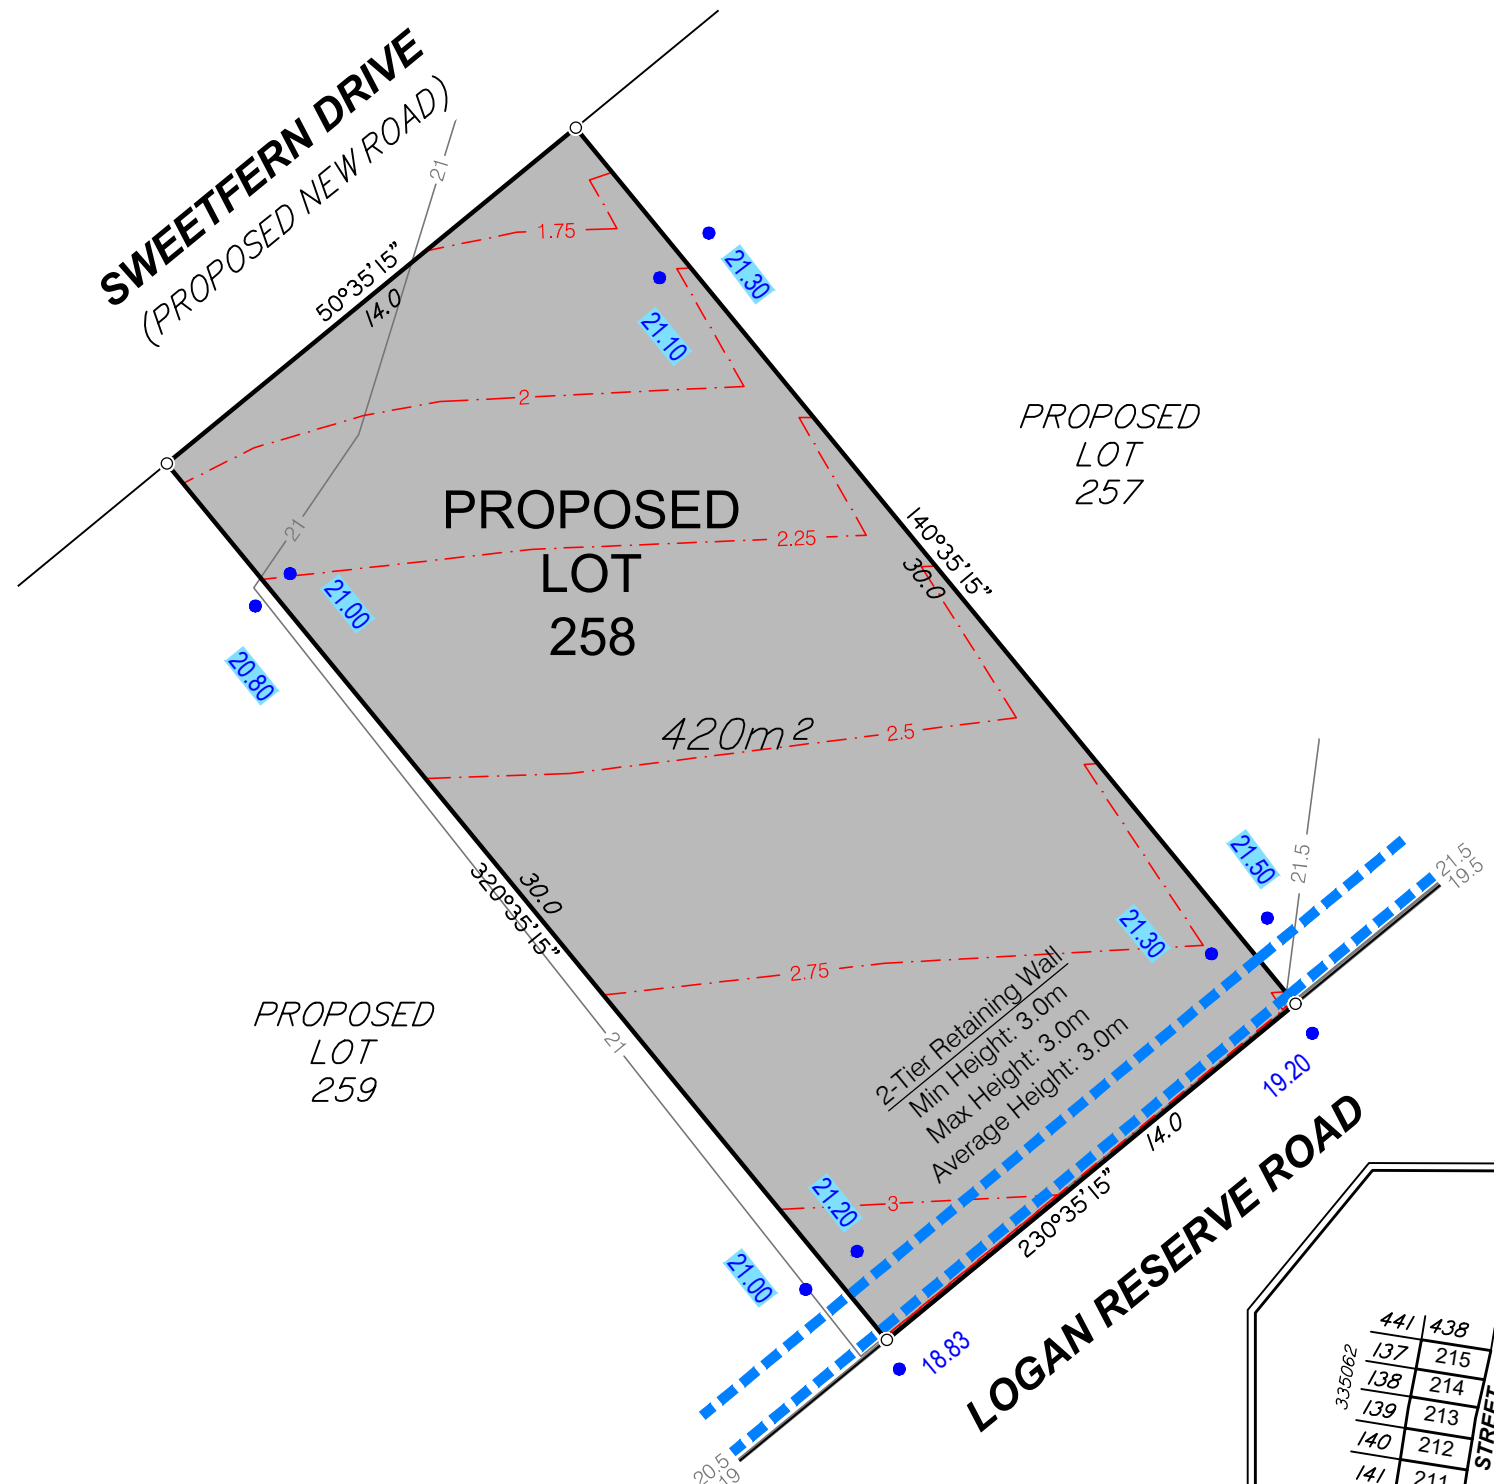 SWEETFERN DRIVE
(PROPOSED NEW ROAD)
21
50°35'15"
14.0
1.75
21.30
21.10
2
PROPOSED
LOT
257
PROPOSED
LOT
258
2.25
21
21.00
20.80
140°35'15"
30.0
420m²
2.5
21.50
21.5
21.5
19.5
30.0
320°35'15"
21.30
2.75
2-Tier Retaining Wall
Min Height: 3.0m
Max Height: 3.0m
Average Height: 3.0m
PROPOSED
LOT
259
21
19.20
14.0
230°35'15"
3
21.20
21.00
18.83
LOGAN RESERVE ROAD
20.5
19
335062
441 438
137 215
138 214
139 213
140 212
141 211
STREET